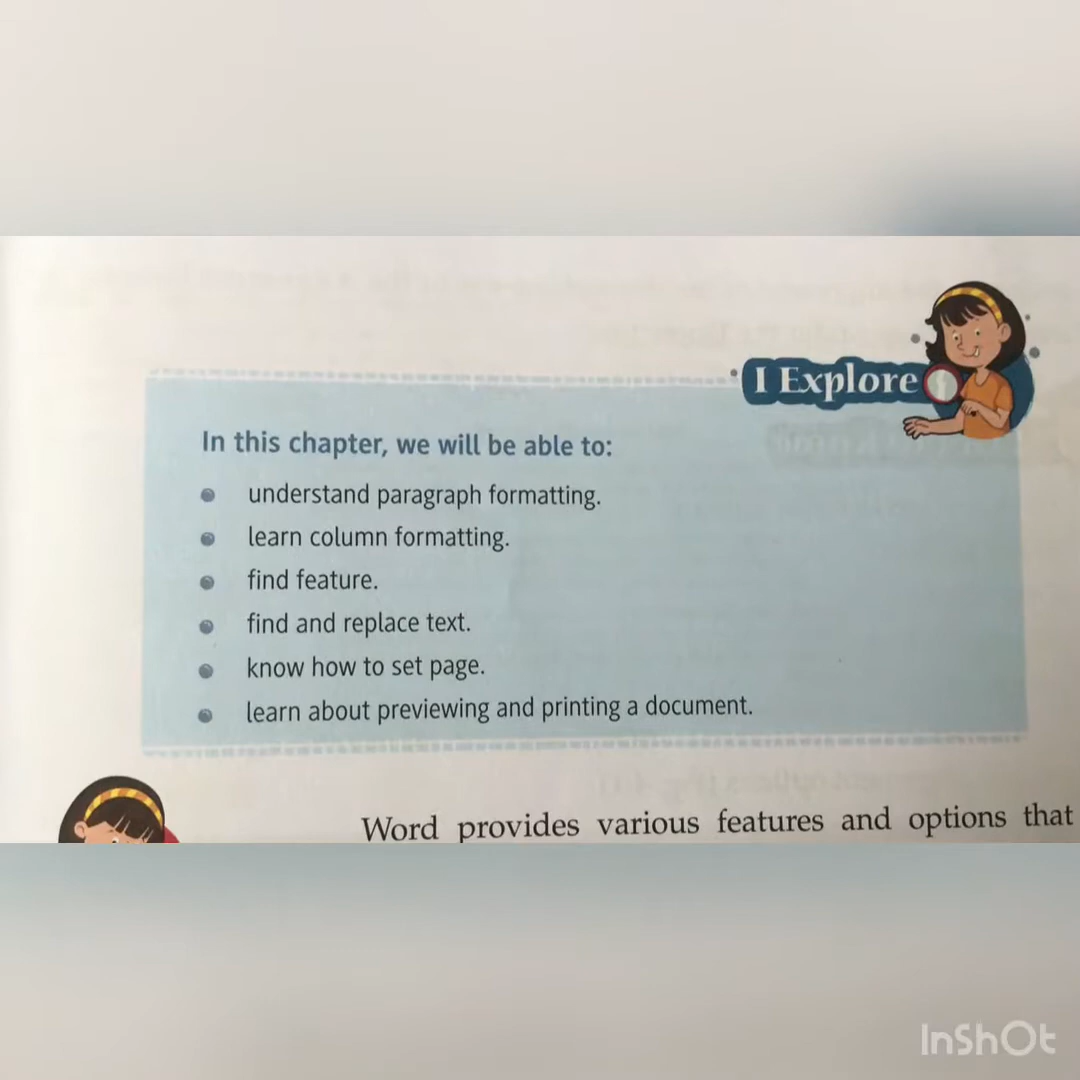 I Explore
In this chapter, we will be able to:
understand paragraph formatting.
learn column formatting.
find feature.
find and replace text.
know how to set page.
learn about previewing and printing a document.
Word provides various features and options that
InShOt